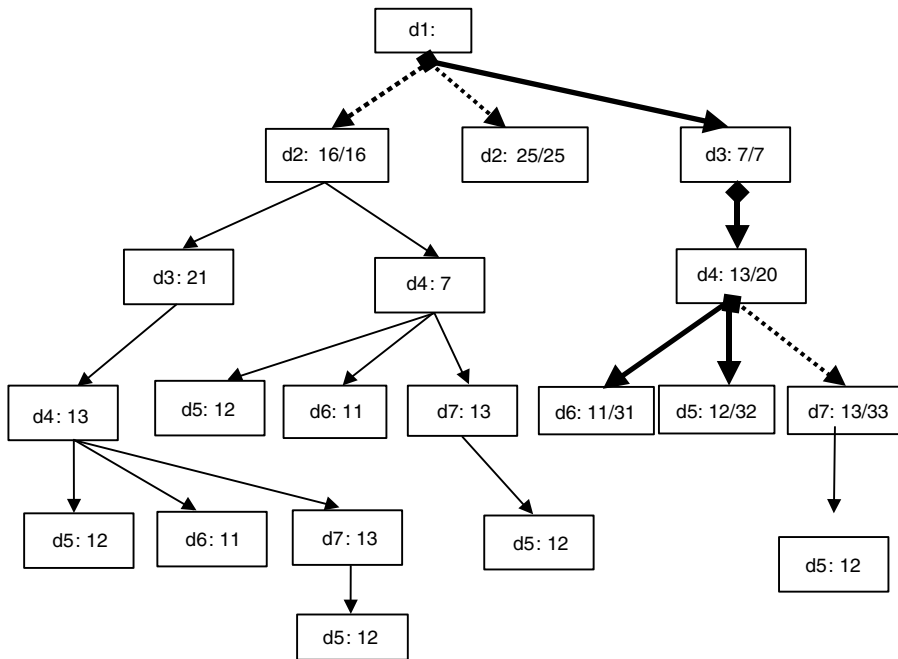 d1:
d2: 16/16
d2: 25/25
d3: 7/7
d3: 21
d4: 7
d4: 13/20
d4: 13
d5: 12
d6: 11
d7: 13
d6: 11/31
d5: 12/32
d7: 13/33
d5: 12
d6: 11
d7: 13
d5: 12
d5: 12
d5: 12